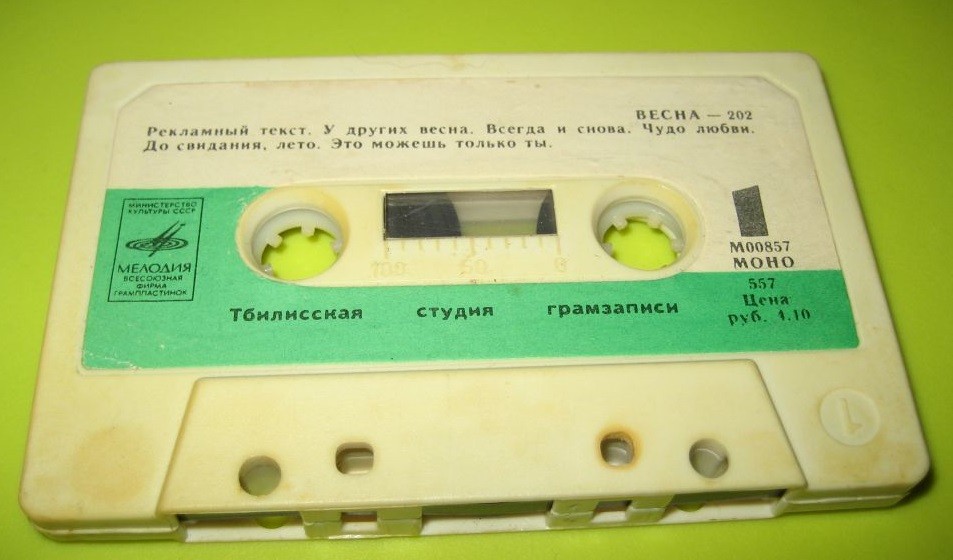 ВЕСНА — 202
Рекламный текст. У других весна. Всегда и снова. Чудо любви.
До свидания, лето. Это можешь только ты.
МИНИСТЕРСТВО
КУЛЬТУРЫ СССР
МЕЛОДИЯ
ВСЕСОЮЗНАЯ
ФИРМА
ГРАМПЛАСТИНОК
100 50 0
1
М00857
МОНО
557
Цена
руб. 4.10
Тбилисская студия грамзаписи
1